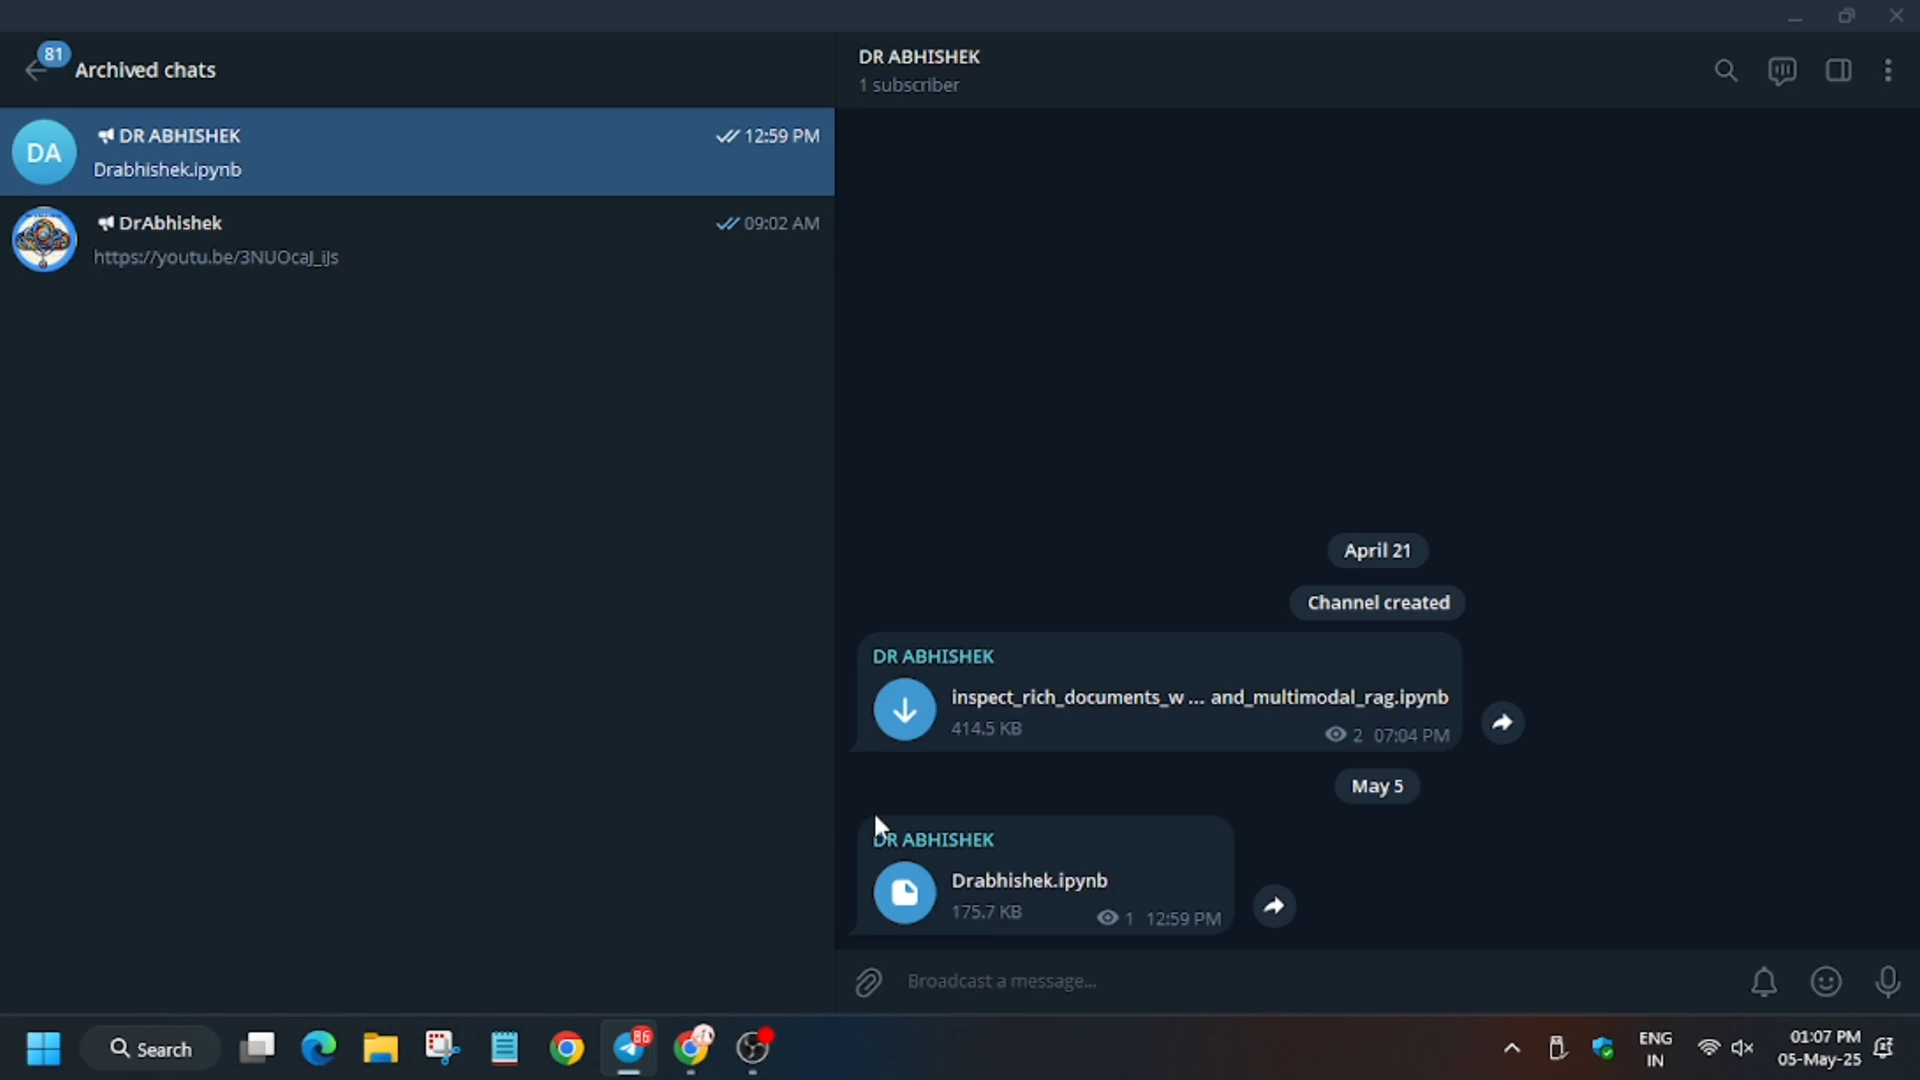 81
Archived chats
DA
DR ABHISHEK
12:59 PM
Drabhishek.ipynb
DrAbhishek
09:02 AM
https://youtu.be/3NUOcaJ_iJs
DR ABHISHEK
1 subscriber
April 21
Channel created
DR ABHISHEK
inspect_rich_documents_w ... and_multimodal_rag.ipynb
414.5 KB
2 07:04 PM
May 5
DR ABHISHEK
Drabhishek.ipynb
175.7 KB
1 12:59 PM
Broadcast a message...
Search
86
ENG
IN
01:07 PM
05-May-25